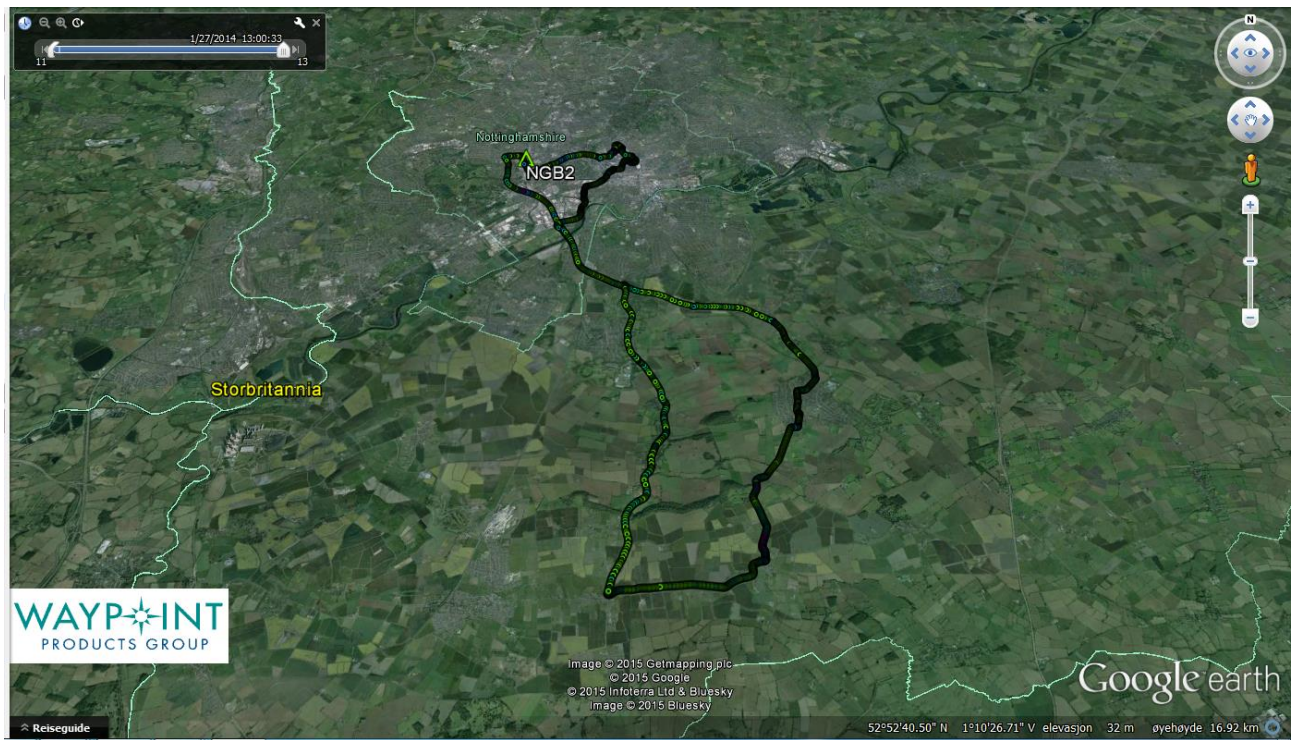 1/27/2014 13:00:33
11
13
N
Nottinghamshire
NGB2
Storbritannia
WAYPOINT
PRODUCTS GROUP
Image © 2015 Getmapping plc
© 2015 Google
© 2015 Infoterra Ltd & Bluesky
Image © 2015 Bluesky
Google earth
Reiseguide
52°52'40.50" N 1°10'26.71" V elevasjon 32 m øyehøyde 16.92 km